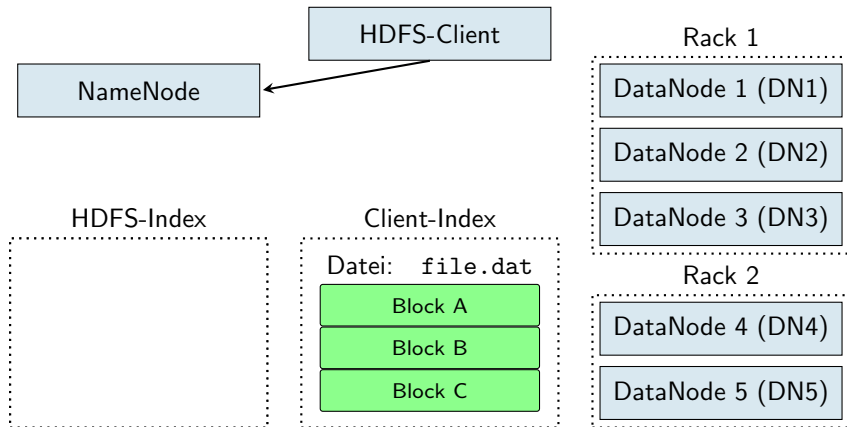 HDFS-Client
NameNode
Rack 1
DataNode 1 (DN1)
DataNode 2 (DN2)
DataNode 3 (DN3)
HDFS-Index
Client-Index
Datei: file.dat
Block A
Block B
Block C
Rack 2
DataNode 4 (DN4)
DataNode 5 (DN5)